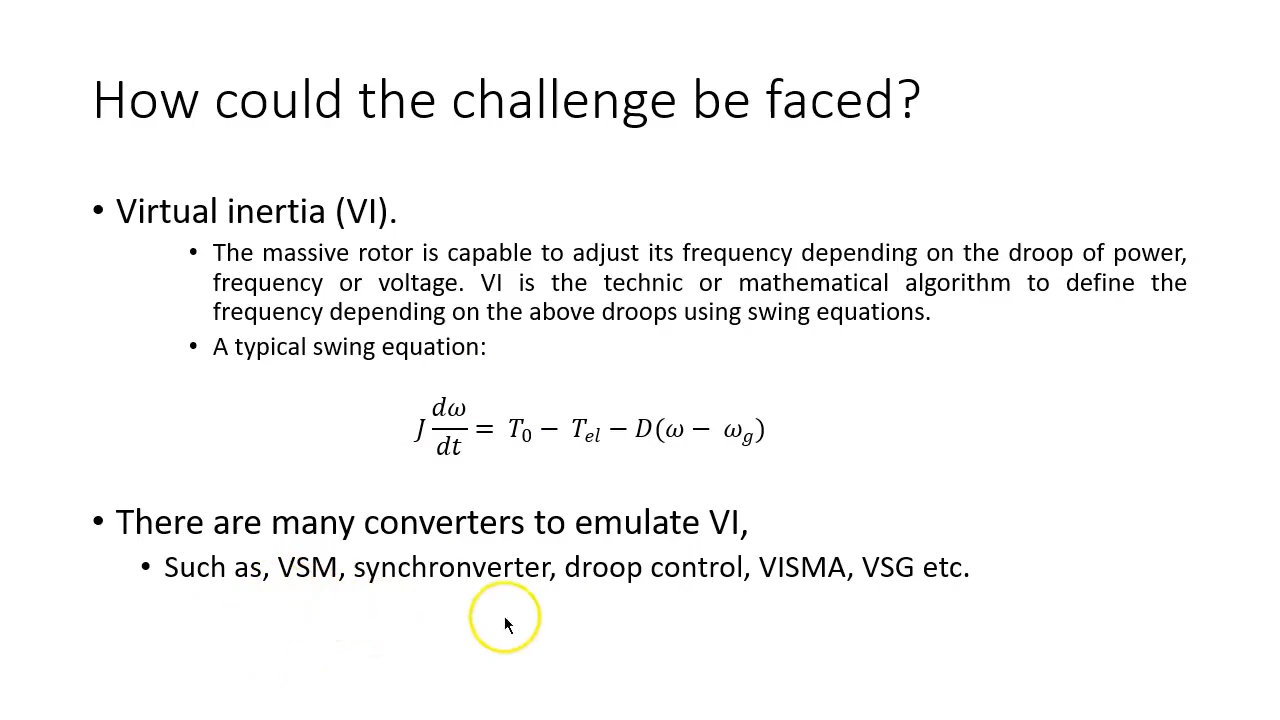 How could the challenge be faced?
• Virtual inertia (VI).
• The massive rotor is capable to adjust its frequency depending on the droop of power,
frequency or voltage. VI is the technic or mathematical algorithm to define the
frequency depending on the above droops using swing equations.
• A typical swing equation:
J dω/dt = T₀ − T_el − D(ω − ω_g)
• There are many converters to emulate VI,
• Such as, VSM, synchronverter, droop control, VISMA, VSG etc.